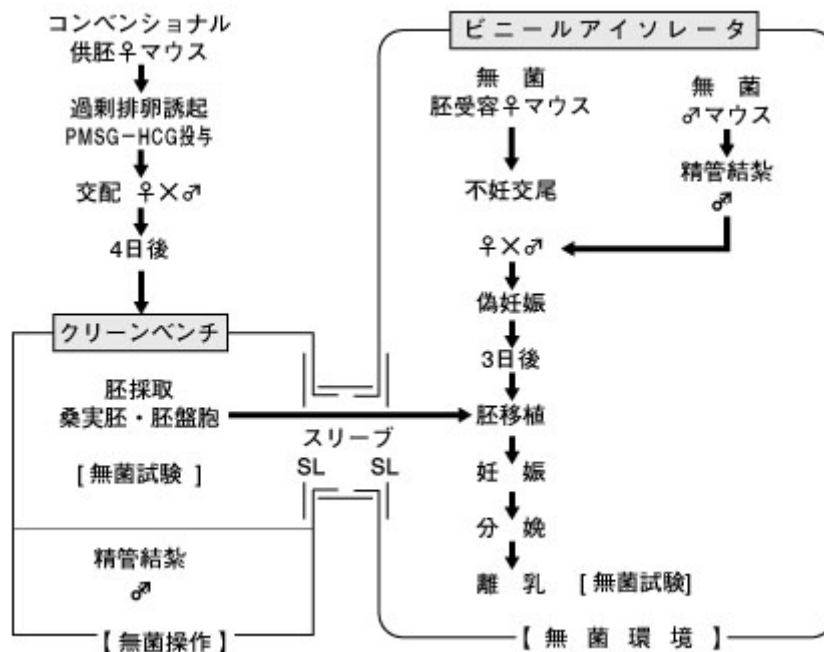 コンベンショナル
供胚♀マウス
過剰排卵誘起
PMSG−HCG投与
交配 ♀×♂
4日後
クリーンベンチ
胚採取
桑実胚・胚盤胞
[無菌試験]
精管結紮
♂
【無菌操作】
スリーブ
SL SL
ビニールアイソレータ
無 菌
胚受容♀マウス
不妊交尾
無 菌
♂マウス
精管結紮
♂
♀×♂
偽妊娠
3日後
胚移植
妊 娠
分 娩
離 乳 [無菌試験]
【無 菌 環 境】